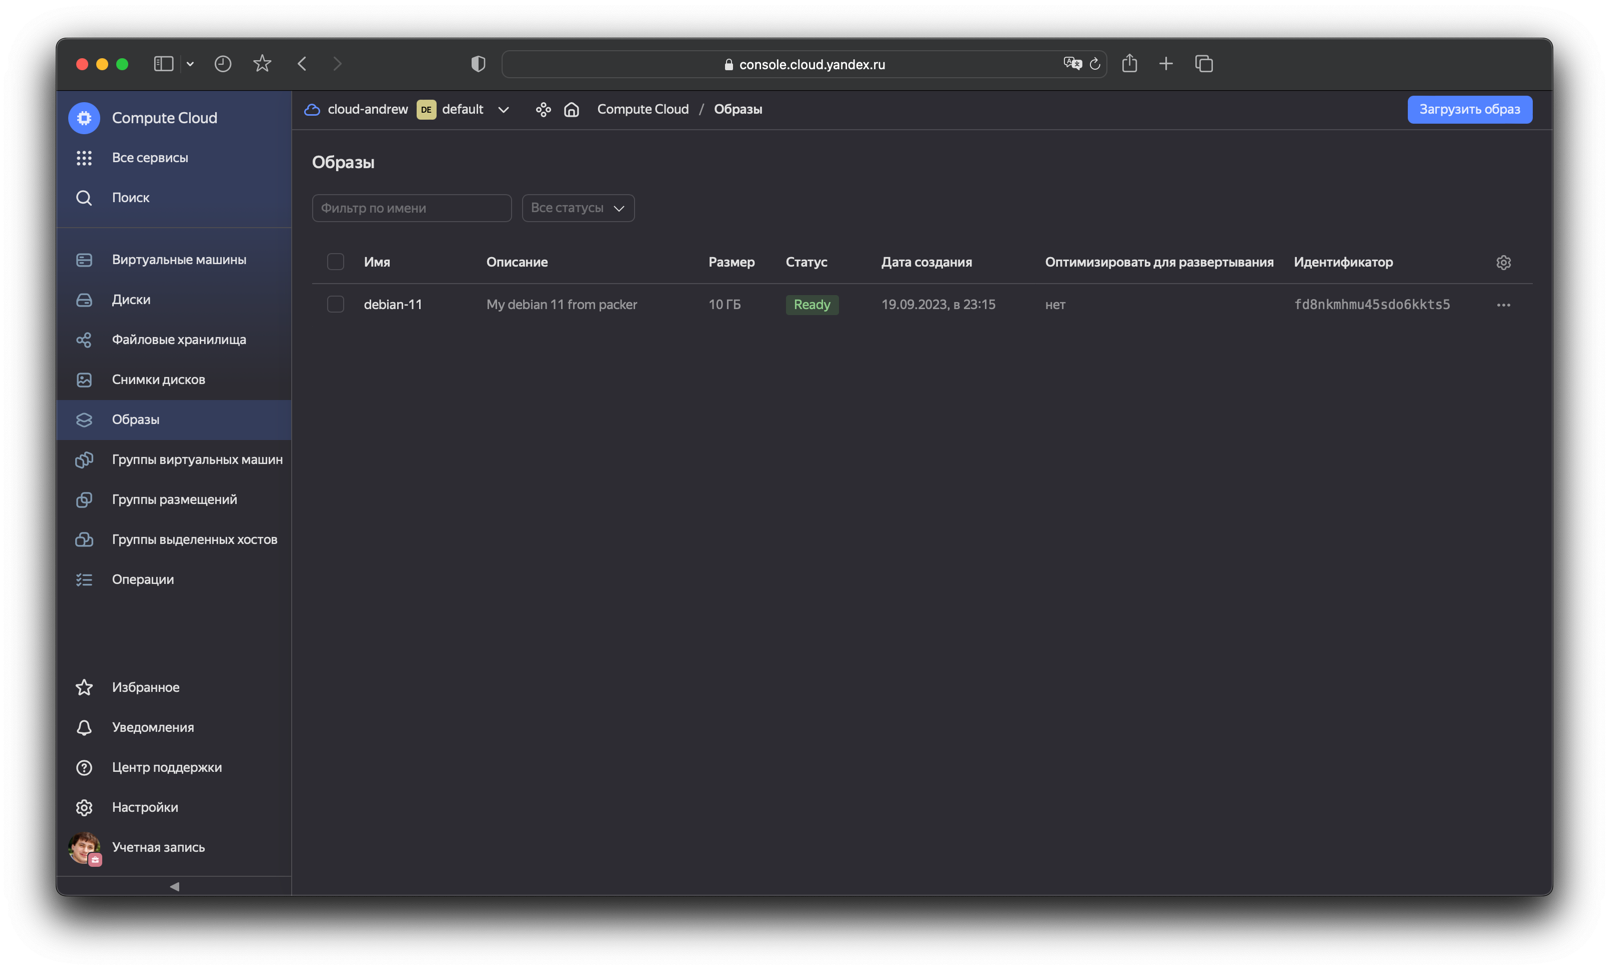 console.cloud.yandex.ru
Compute Cloud
Все сервисы
Поиск
Виртуальные машины
Диски
Файловые хранилища
Снимки дисков
Образы
Группы виртуальных машин
Группы размещений
Группы выделенных хостов
Операции
Избранное
Уведомления
Центр поддержки
Настройки
Учетная запись
cloud-andrew DE default Compute Cloud / Образы Загрузить образ
Образы
Фильтр по имени Все статусы
Имя Описание Размер Статус Дата создания Оптимизировать для развертывания Идентификатор
debian-11 My debian 11 from packer 10 ГБ Ready 19.09.2023, в 23:15 нет fd8nkmhmu45sdo6kkts5